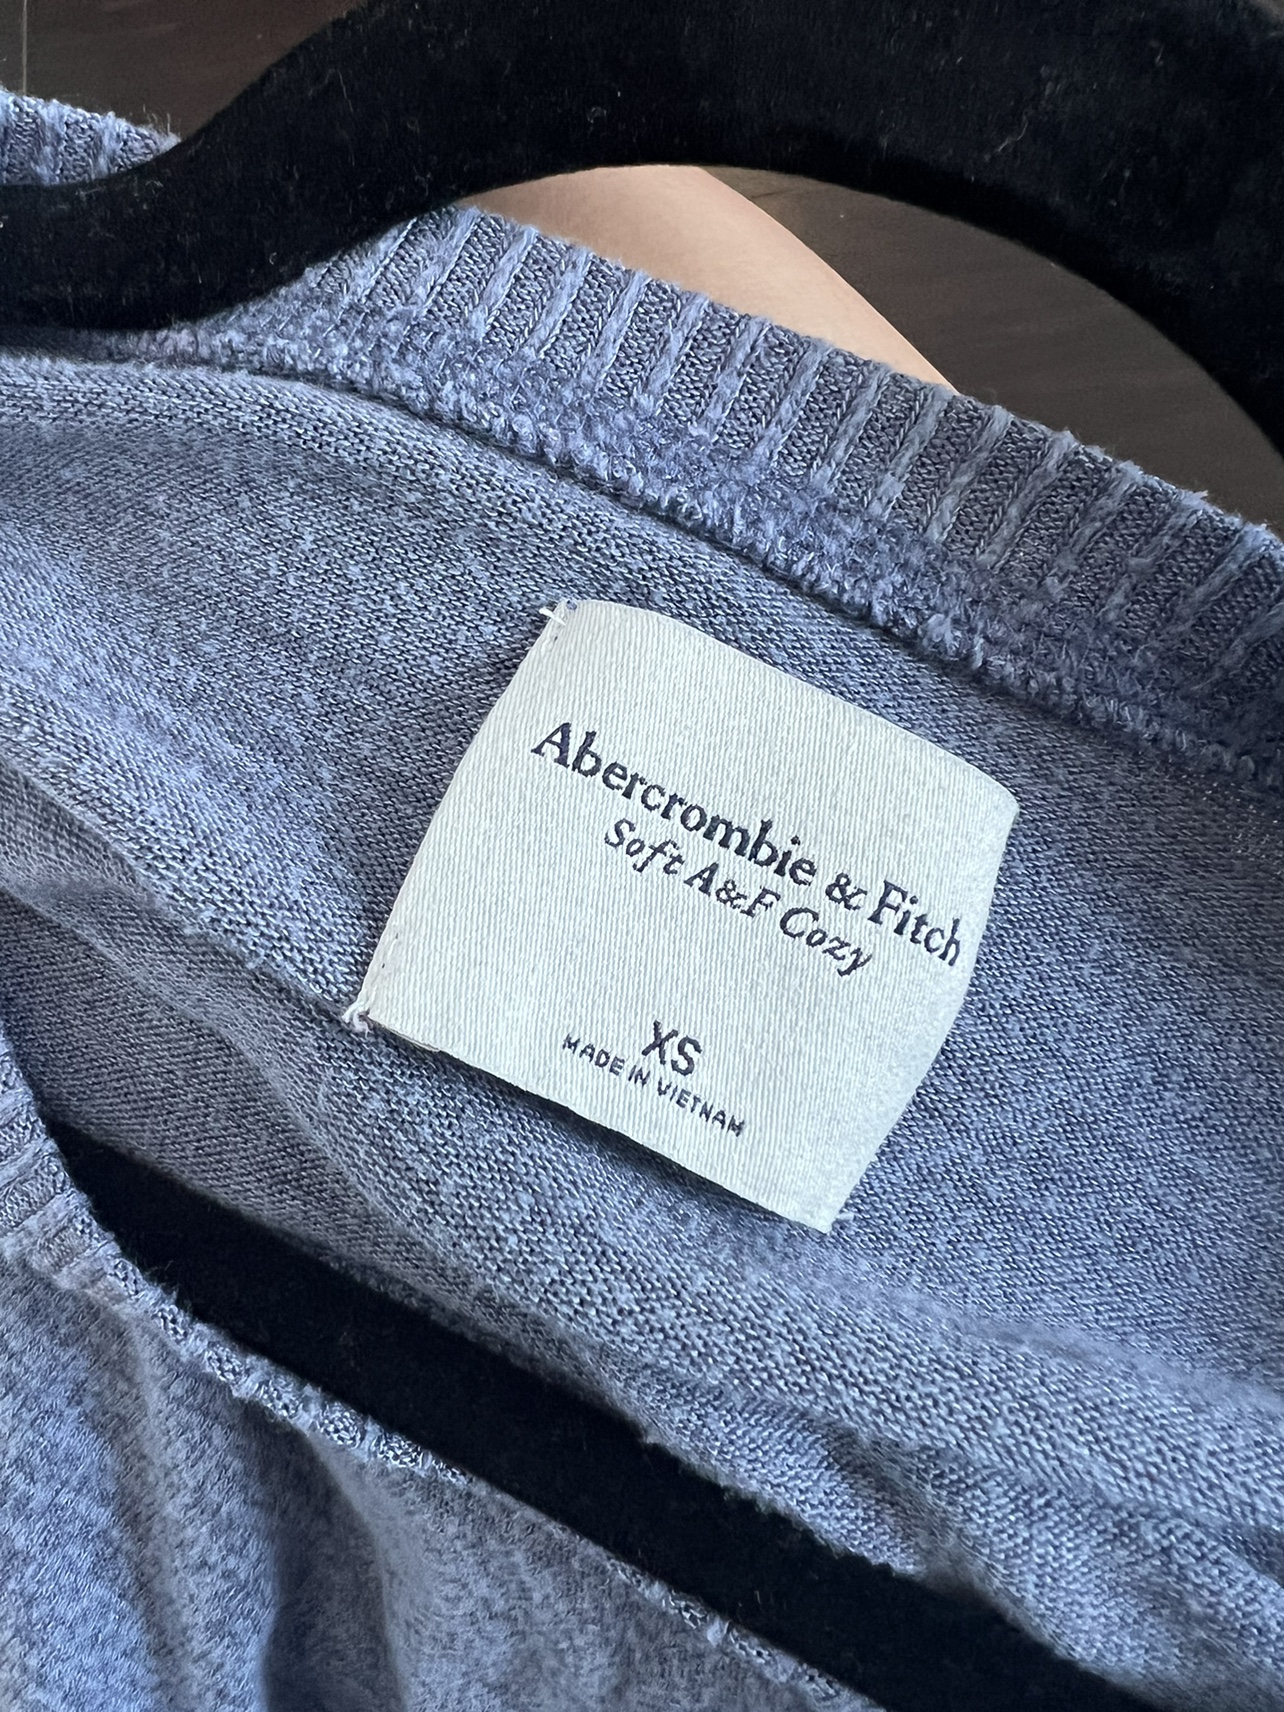 Abercrombie & Fitch
Soft A&F Cozy
XS
MADE IN VIETNAM